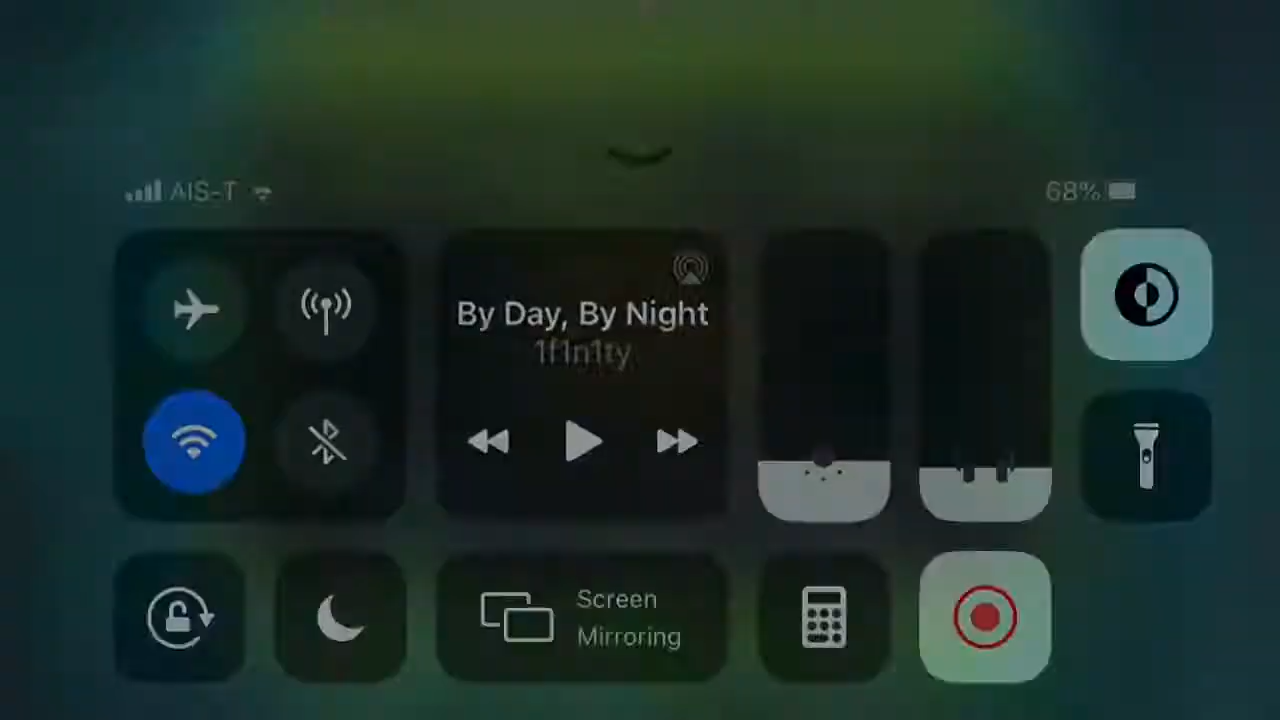 AIS-T
68%
By Day, By Night
1f1n1ty
Screen
Mirroring